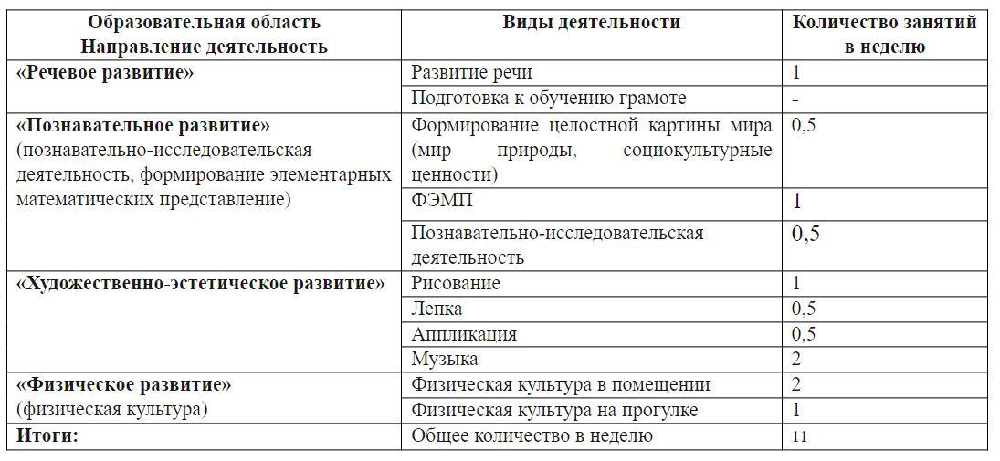 Образовательная область
Направление деятельность
Виды деятельности
Количество занятий
в неделю
«Речевое развитие»
Развитие речи
1
Подготовка к обучению грамоте
-
«Познавательное развитие»
(познавательно-исследовательская
деятельность, формирование элементарных
математических представление)
Формирование целостной картины мира
(мир природы, социокультурные
ценности)
0,5
ФЭМП
1
Познавательно-исследовательская
деятельность
0,5
«Художественно-эстетическое развитие»
Рисование
1
Лепка
0,5
Аппликация
0,5
Музыка
2
«Физическое развитие»
(физическая культура)
Физическая культура в помещении
2
Физическая культура на прогулке
1
Итоги:
Общее количество в неделю
11